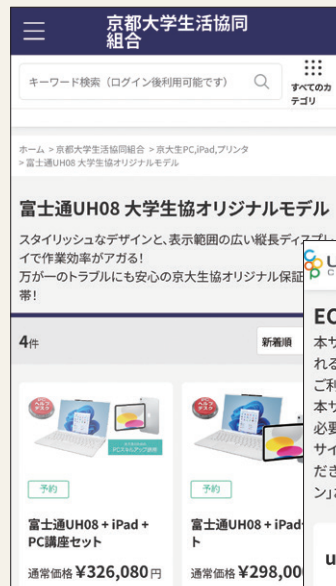 京都大学生活協同
組合
キーワード検索（ログイン後利用可能です）
すべてのカ
テゴリ
ホーム > 京都大学生活協同組合 > 京大生PC,iPad,プリンタ
> 富士通UH08 大学生協オリジナルモデル
富士通UH08 大学生協オリジナルモデル
スタイリッシュなデザインと、表示範囲の広い縦長ディスプレ
イで作業効率がアガる！
万が一のトラブルにも安心の京大生協オリジナル保証
帯！
4件
新着順
予約
富士通UH08 + iPad +
PC講座セット
通常価格 ¥326,080 円
予約
富士通UH08 + iPad
ト
通常価格 ¥298,00
EC
本サ
れる
ご利
本サ
必要
サイ
だき
ン」
u